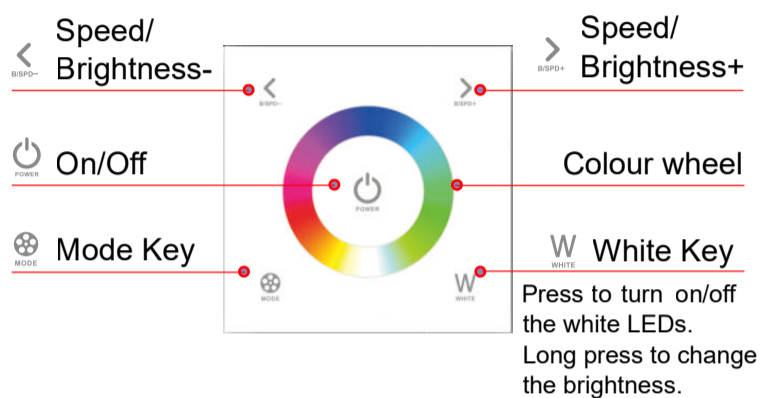 Speed/
Brightness-
B/SPD−
Speed/
Brightness+
B/SPD+
B/SPD−
B/SPD+
On/Off
POWER
POWER
Colour wheel
Mode Key
MODE
MODE
W
WHITE
W
WHITE
White Key
Press to turn on/off
the white LEDs.
Long press to change
the brightness.